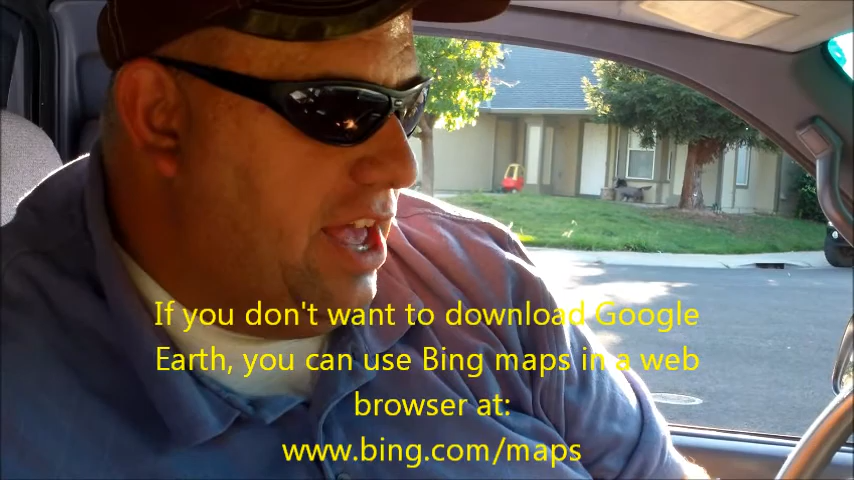 If you don't want to download Google
Earth, you can use Bing maps in a web
browser at:
www.bing.com/maps